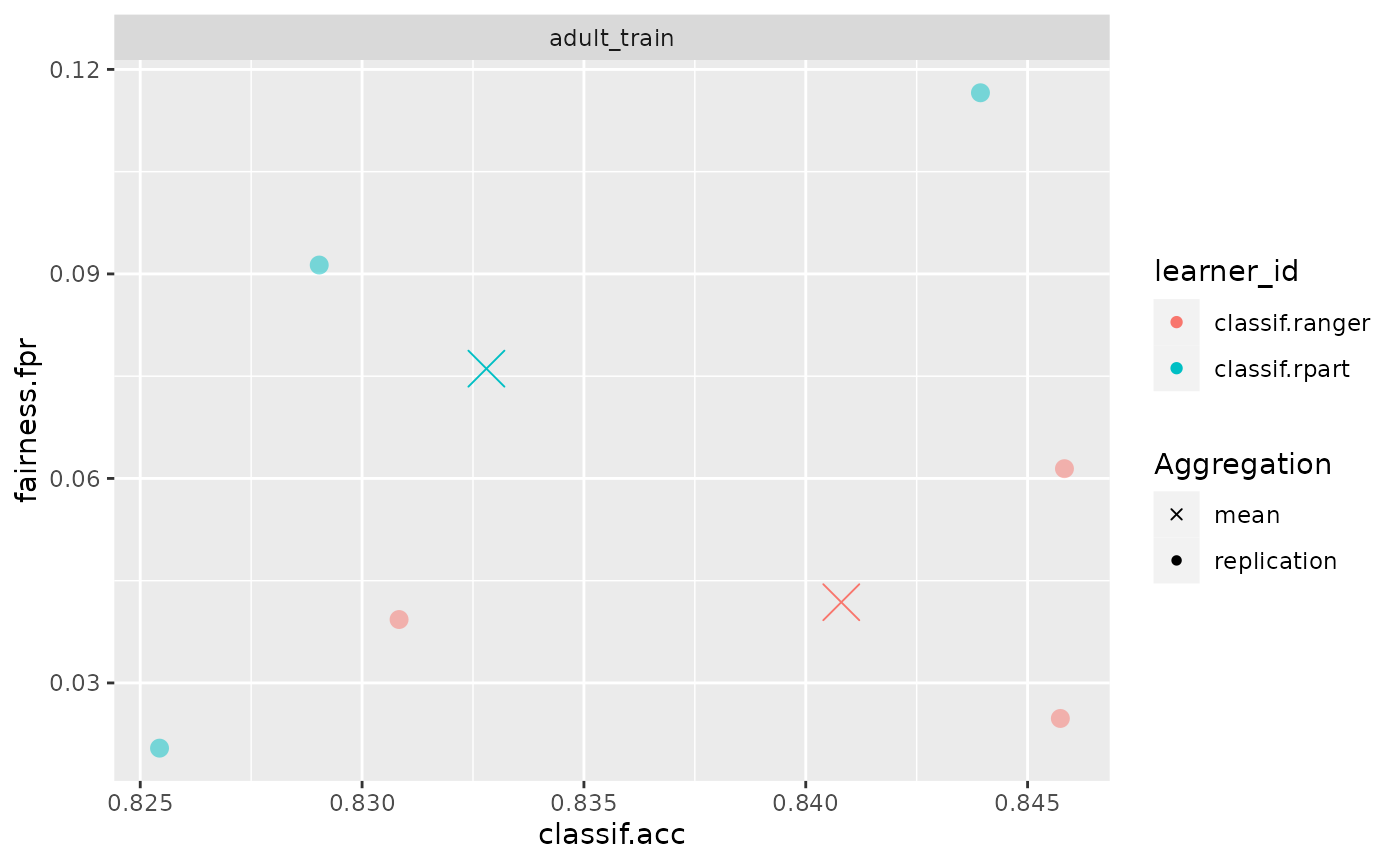 adult_train
0.12
0.09
0.06
0.03
fairness.fpr
0.825 0.830 0.835 0.840 0.845
classif.acc
learner_id
classif.ranger
classif.rpart
Aggregation
mean
replication